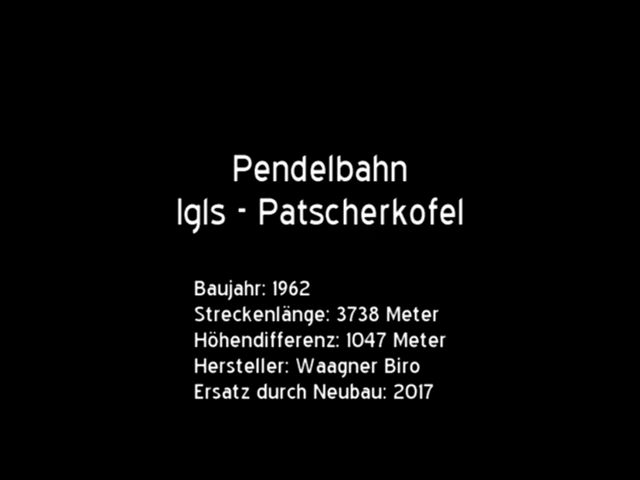 Pendelbahn
Igls - Patscherkofel
Baujahr: 1962
Streckenlänge: 3738 Meter
Höhendifferenz: 1047 Meter
Hersteller: Waagner Biro
Ersatz durch Neubau: 2017